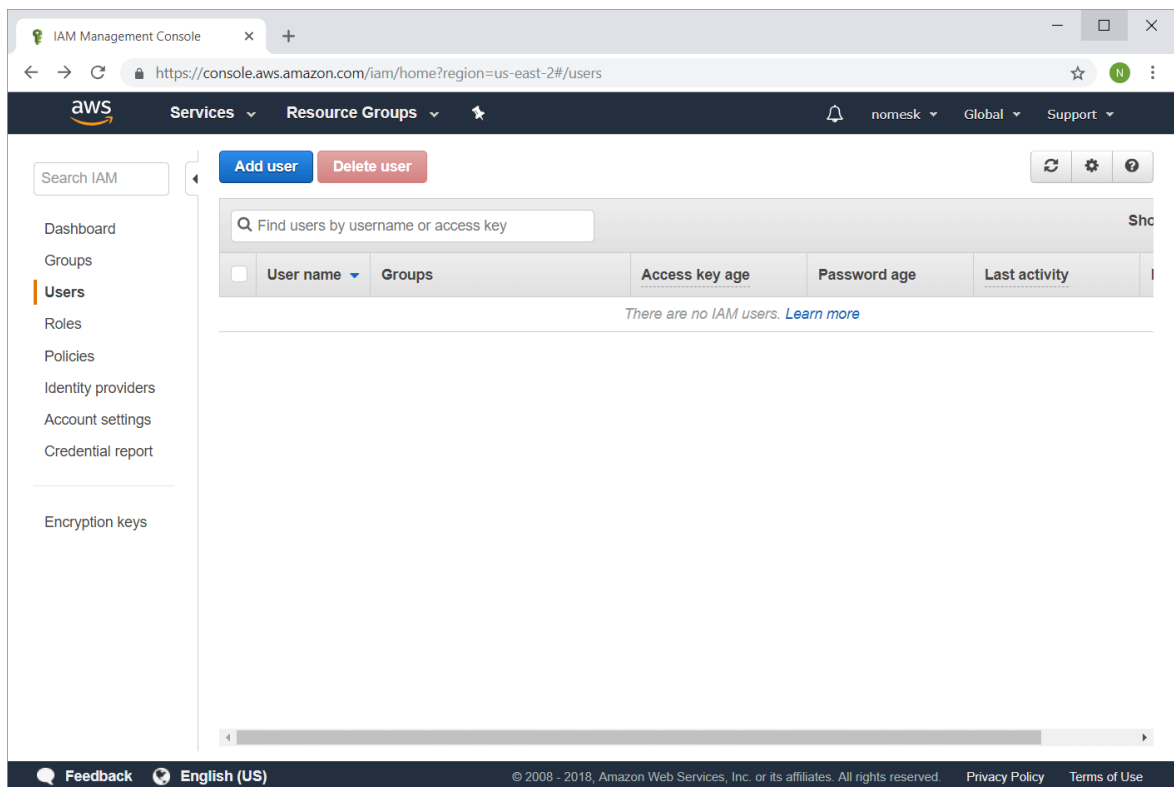 IAM Management Console
https://console.aws.amazon.com/iam/home?region=us-east-2#/users
N
aws
Services
Resource Groups
nomesk
Global
Support
Search IAM
Dashboard
Groups
Users
Roles
Policies
Identity providers
Account settings
Credential report
Encryption keys
Add user
Delete user
Find users by username or access key
Sho
User name
Groups
Access key age
Password age
Last activity
There are no IAM users. Learn more
Feedback
English (US)
© 2008 - 2018, Amazon Web Services, Inc. or its affiliates. All rights reserved.
Privacy Policy
Terms of Use